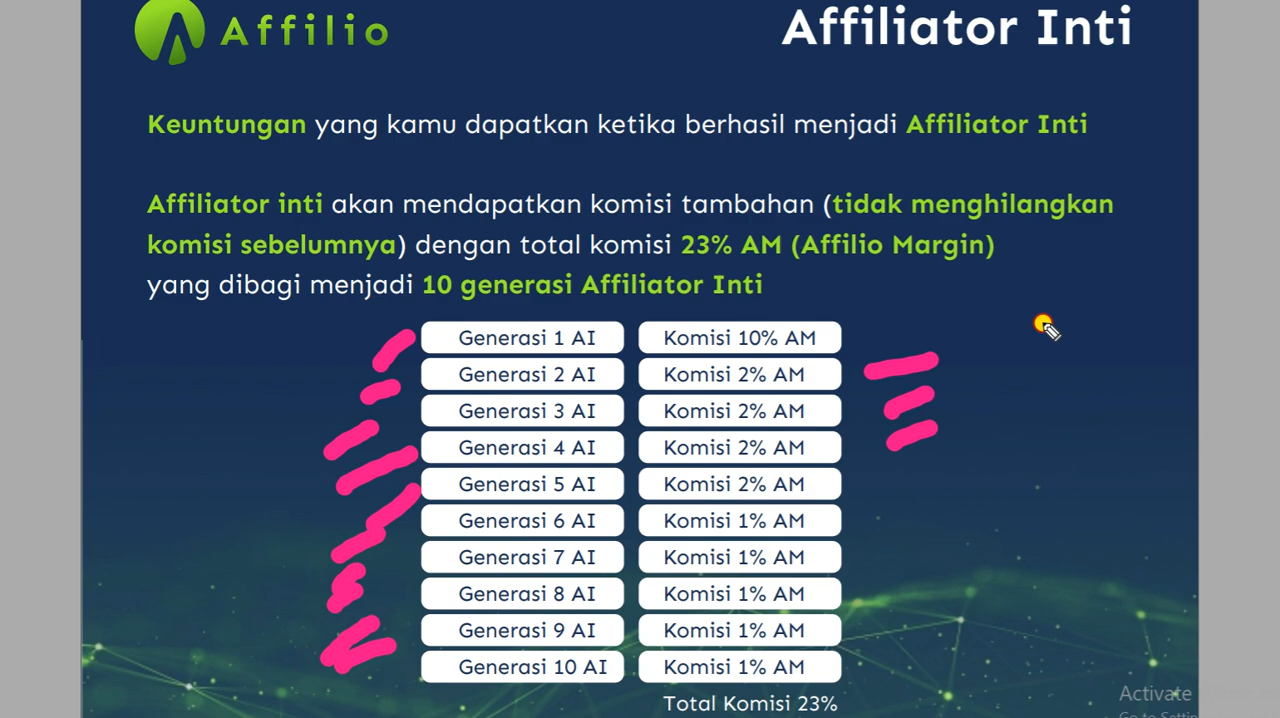 Affilio
Affiliator Inti
Keuntungan yang kamu dapatkan ketika berhasil menjadi Affiliator Inti
Affiliator inti akan mendapatkan komisi tambahan (tidak menghilangkan
komisi sebelumnya) dengan total komisi 23% AM (Affilio Margin)
yang dibagi menjadi 10 generasi Affiliator Inti
Generasi 1 AI Komisi 10% AM
Generasi 2 AI Komisi 2% AM
Generasi 3 AI Komisi 2% AM
Generasi 4 AI Komisi 2% AM
Generasi 5 AI Komisi 2% AM
Generasi 6 AI Komisi 1% AM
Generasi 7 AI Komisi 1% AM
Generasi 8 AI Komisi 1% AM
Generasi 9 AI Komisi 1% AM
Generasi 10 AI Komisi 1% AM
Total Komisi 23%
Activate
Go to